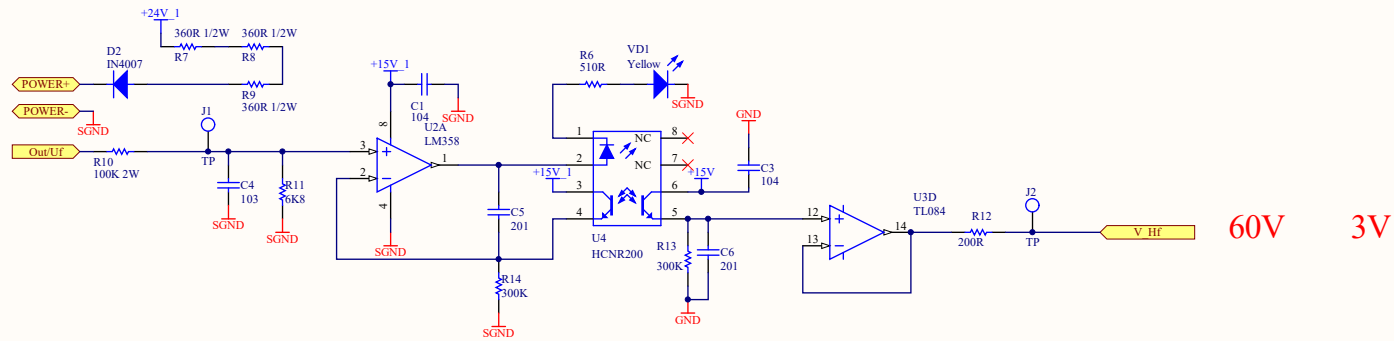 +24V_1
360R 1/2W
360R 1/2W
R7
R8
D2
IN4007
POWER+
R9
360R 1/2W
POWER-
SGND
J1
TP
Out/Uf
R10
100K 2W
C4
103
SGND
R11
6K8
SGND
+15V_1
C1
104
SGND
8
U2A
LM358
3
2
1
4
SGND
C5
201
R14
300K
SGND
R6
510R
VD1
Yellow
SGND
1
2
3
4
NC
NC
8
7
6
5
+15V_1
+15V
U4
HCNR200
GND
C3
104
R13
300K
C6
201
GND
12
13
14
U3D
TL084
R12
200R
J2
TP
V_Hf
60V
3V